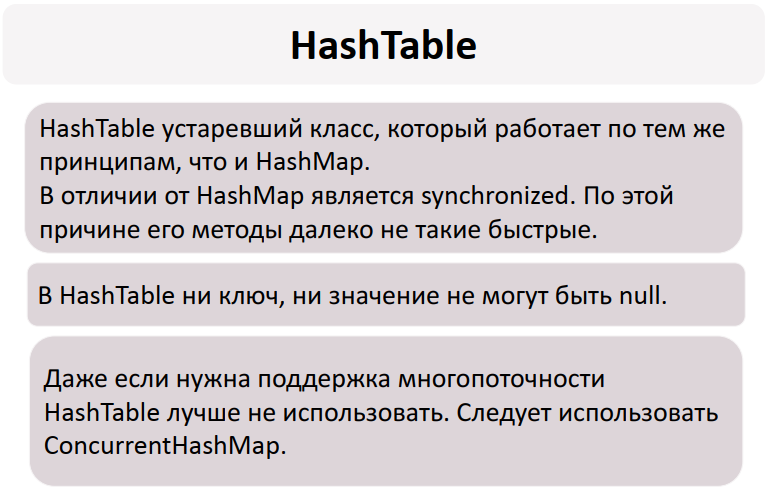 HashTable
HashTable устаревший класс, который работает по тем же
принципам, что и HashMap.
В отличии от HashMap является synchronized. По этой
причине его методы далеко не такие быстрые.
В HashTable ни ключ, ни значение не могут быть null.
Даже если нужна поддержка многопоточности
HashTable лучше не использовать. Следует использовать
ConcurrentHashMap.